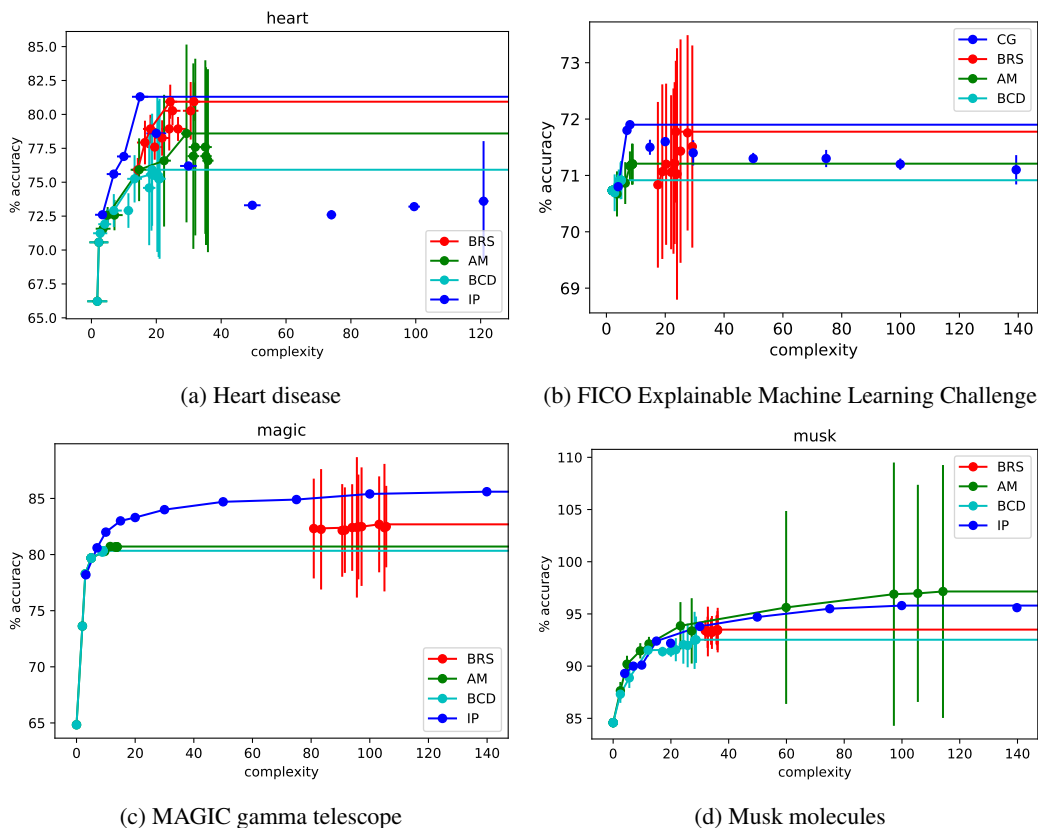 heart
85.0
82.5
80.0
77.5
75.0
72.5
70.0
67.5
65.0
% accuracy
BRS
AM
BCD
IP
0 20 40 60 80 100 120
complexity
(a) Heart disease
73
72
71
70
69
% accuracy
CG
BRS
AM
BCD
0 20 40 60 80 100 120 140
complexity
(b) FICO Explainable Machine Learning Challenge
magic
85
80
75
70
65
% accuracy
BRS
AM
BCD
IP
0 20 40 60 80 100 120 140
complexity
(c) MAGIC gamma telescope
musk
110
105
100
95
90
85
% accuracy
BRS
AM
BCD
IP
0 20 40 60 80 100 120 140
complexity
(d) Musk molecules